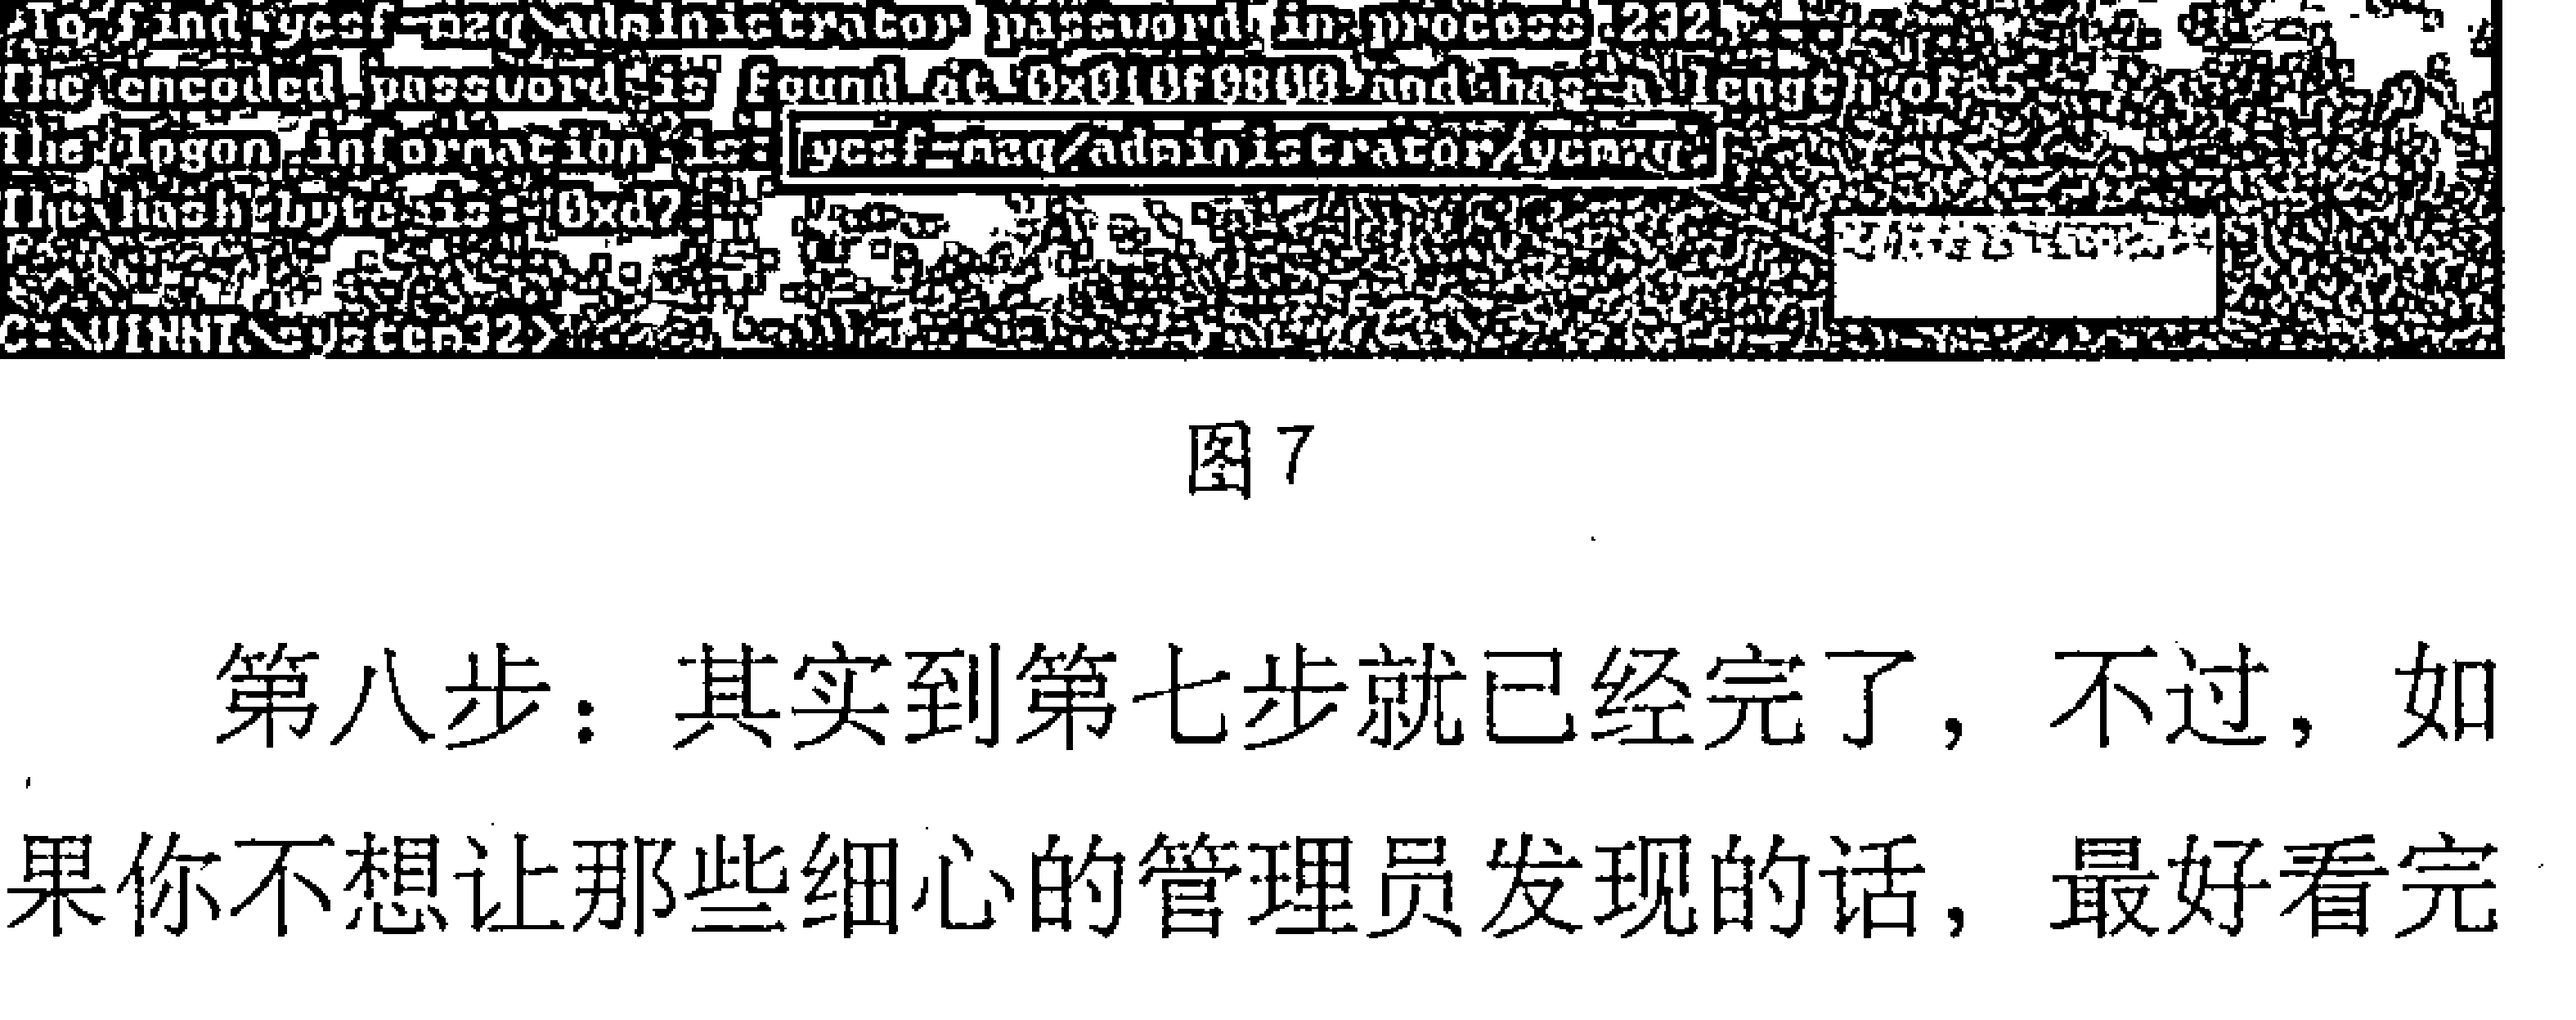 To find ycsf-mzq\administrator password in process 232
The encoded password is found at and has a length of 5
The logon information is: ycsf-mzq/administrator/ycmzq.
The hash byte is: 0xd2
C:\WINNT\system32>
图7
第八步：其实到第七步就已经完了，不过，如
果你不想让那些细心的管理员发现的话，最好看完